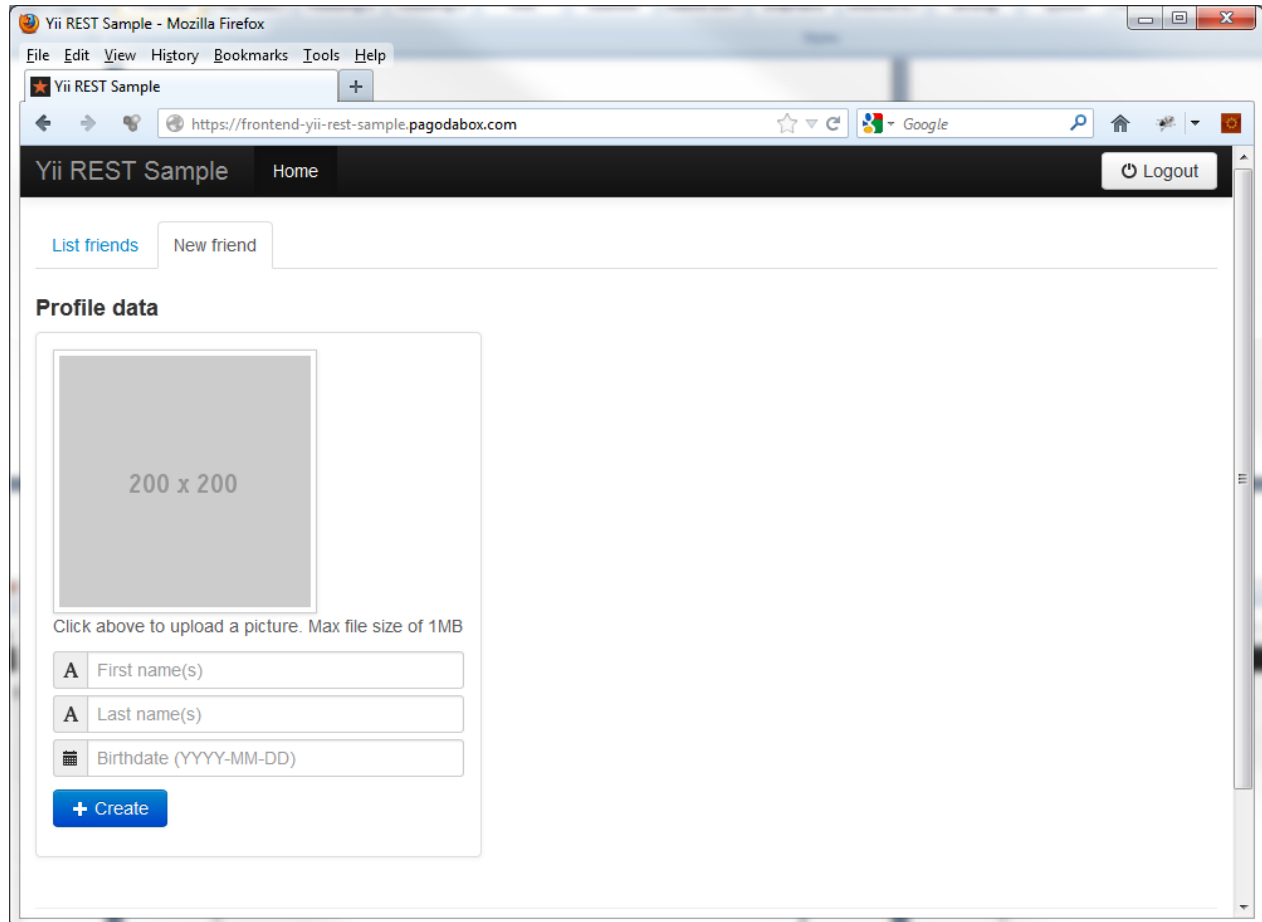 Yii REST Sample - Mozilla Firefox
File Edit View History Bookmarks Tools Help
Yii REST Sample
https://frontend-yii-rest-sample.pagodabox.com Google
Yii REST Sample Home Logout
List friends New friend
Profile data
200 x 200
Click above to upload a picture. Max file size of 1MB
A First name(s)
A Last name(s)
Birthdate (YYYY-MM-DD)
+ Create